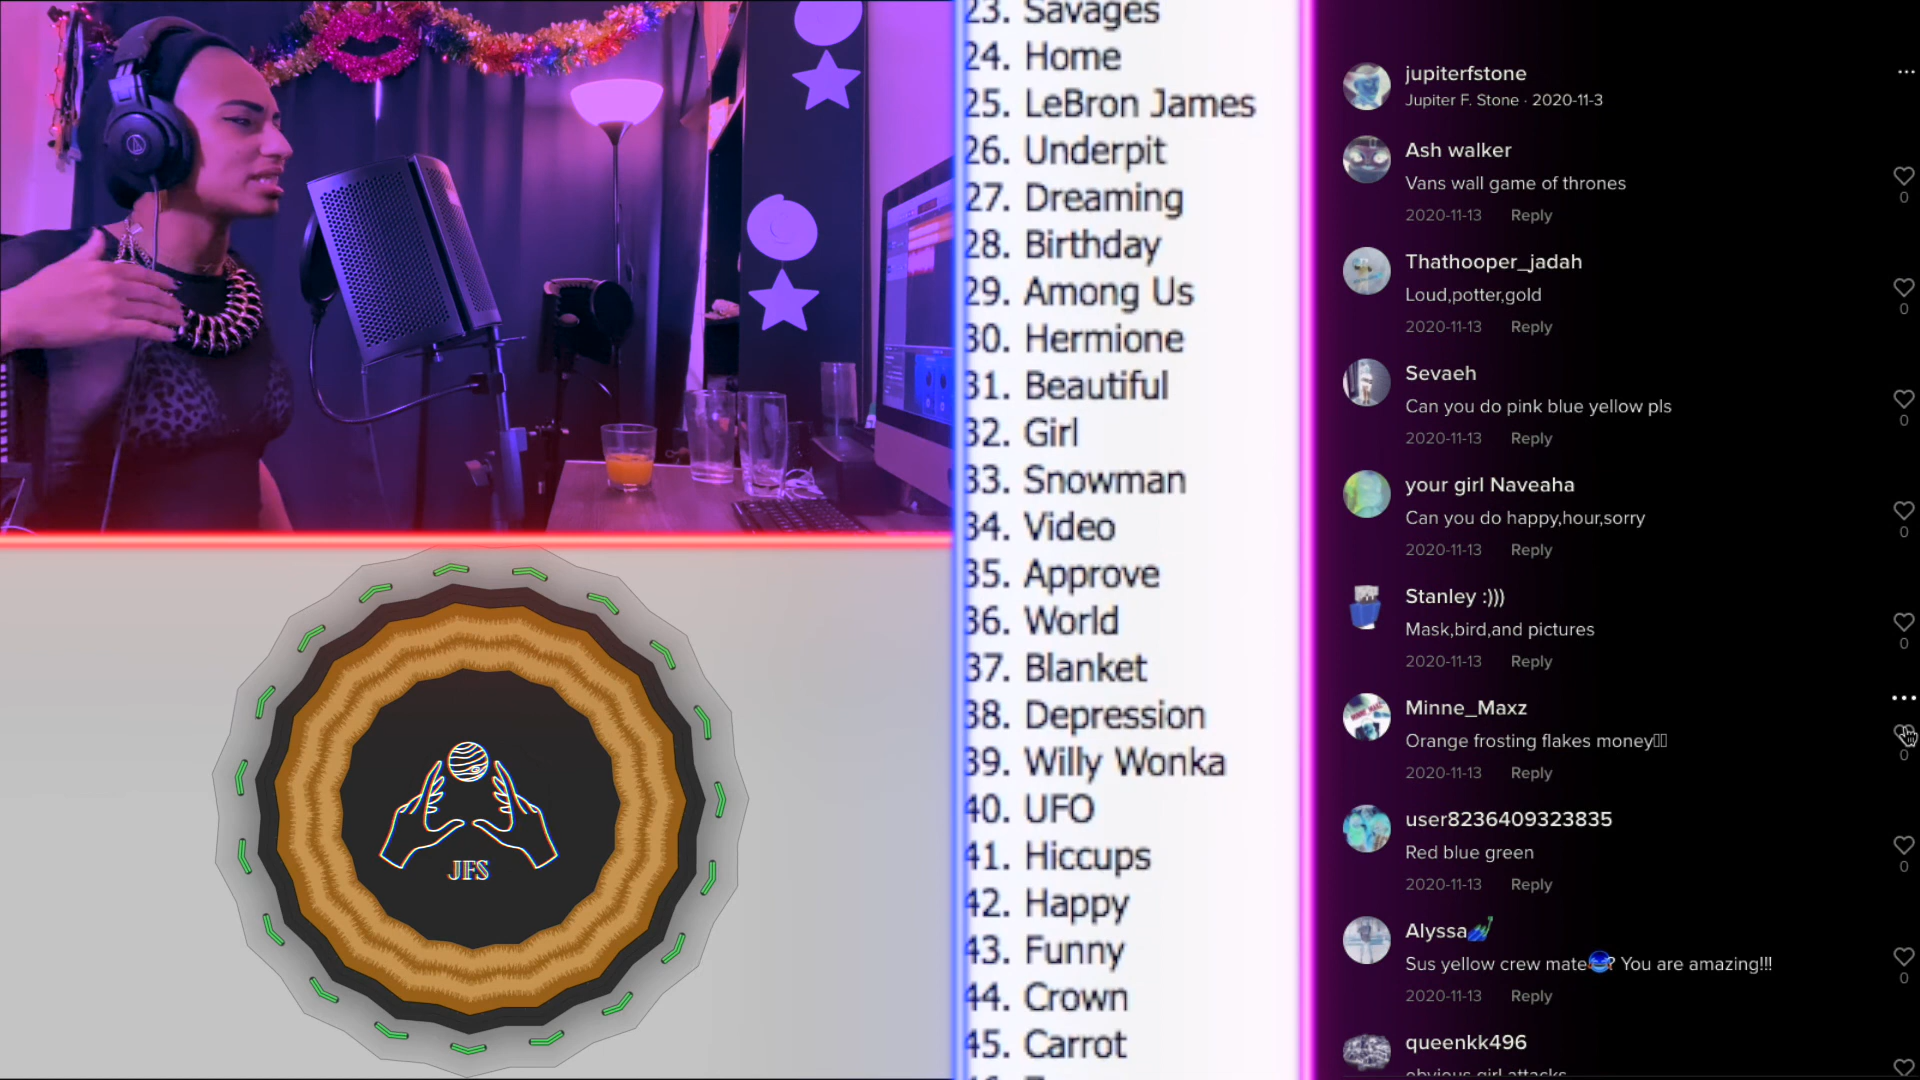 JFS
23. Savages
24. Home
25. LeBron James
26. Underpit
27. Dreaming
28. Birthday
29. Among Us
30. Hermione
31. Beautiful
32. Girl
33. Snowman
34. Video
35. Approve
36. World
37. Blanket
38. Depression
39. Willy Wonka
40. UFO
41. Hiccups
42. Happy
43. Funny
44. Crown
45. Carrot
jupiterfstone
Jupiter F. Stone · 2020-11-3
Ash walker
Vans wall game of thrones
0
2020-11-13 Reply
Thathooper_jadah
Loud,potter,gold
0
2020-11-13 Reply
Sevaeh
Can you do pink blue yellow pls
0
2020-11-13 Reply
your girl Naveaha
Can you do happy,hour,sorry
0
2020-11-13 Reply
Stanley :)))
Mask,bird,and pictures
0
2020-11-13 Reply
Minne_Maxz
Orange frosting flakes money
0
2020-11-13 Reply
user8236409323835
Red blue green
0
2020-11-13 Reply
Alyssa
Sus yellow crew mate? You are amazing!!!
0
2020-11-13 Reply
queenkk496
obvious girl attacks